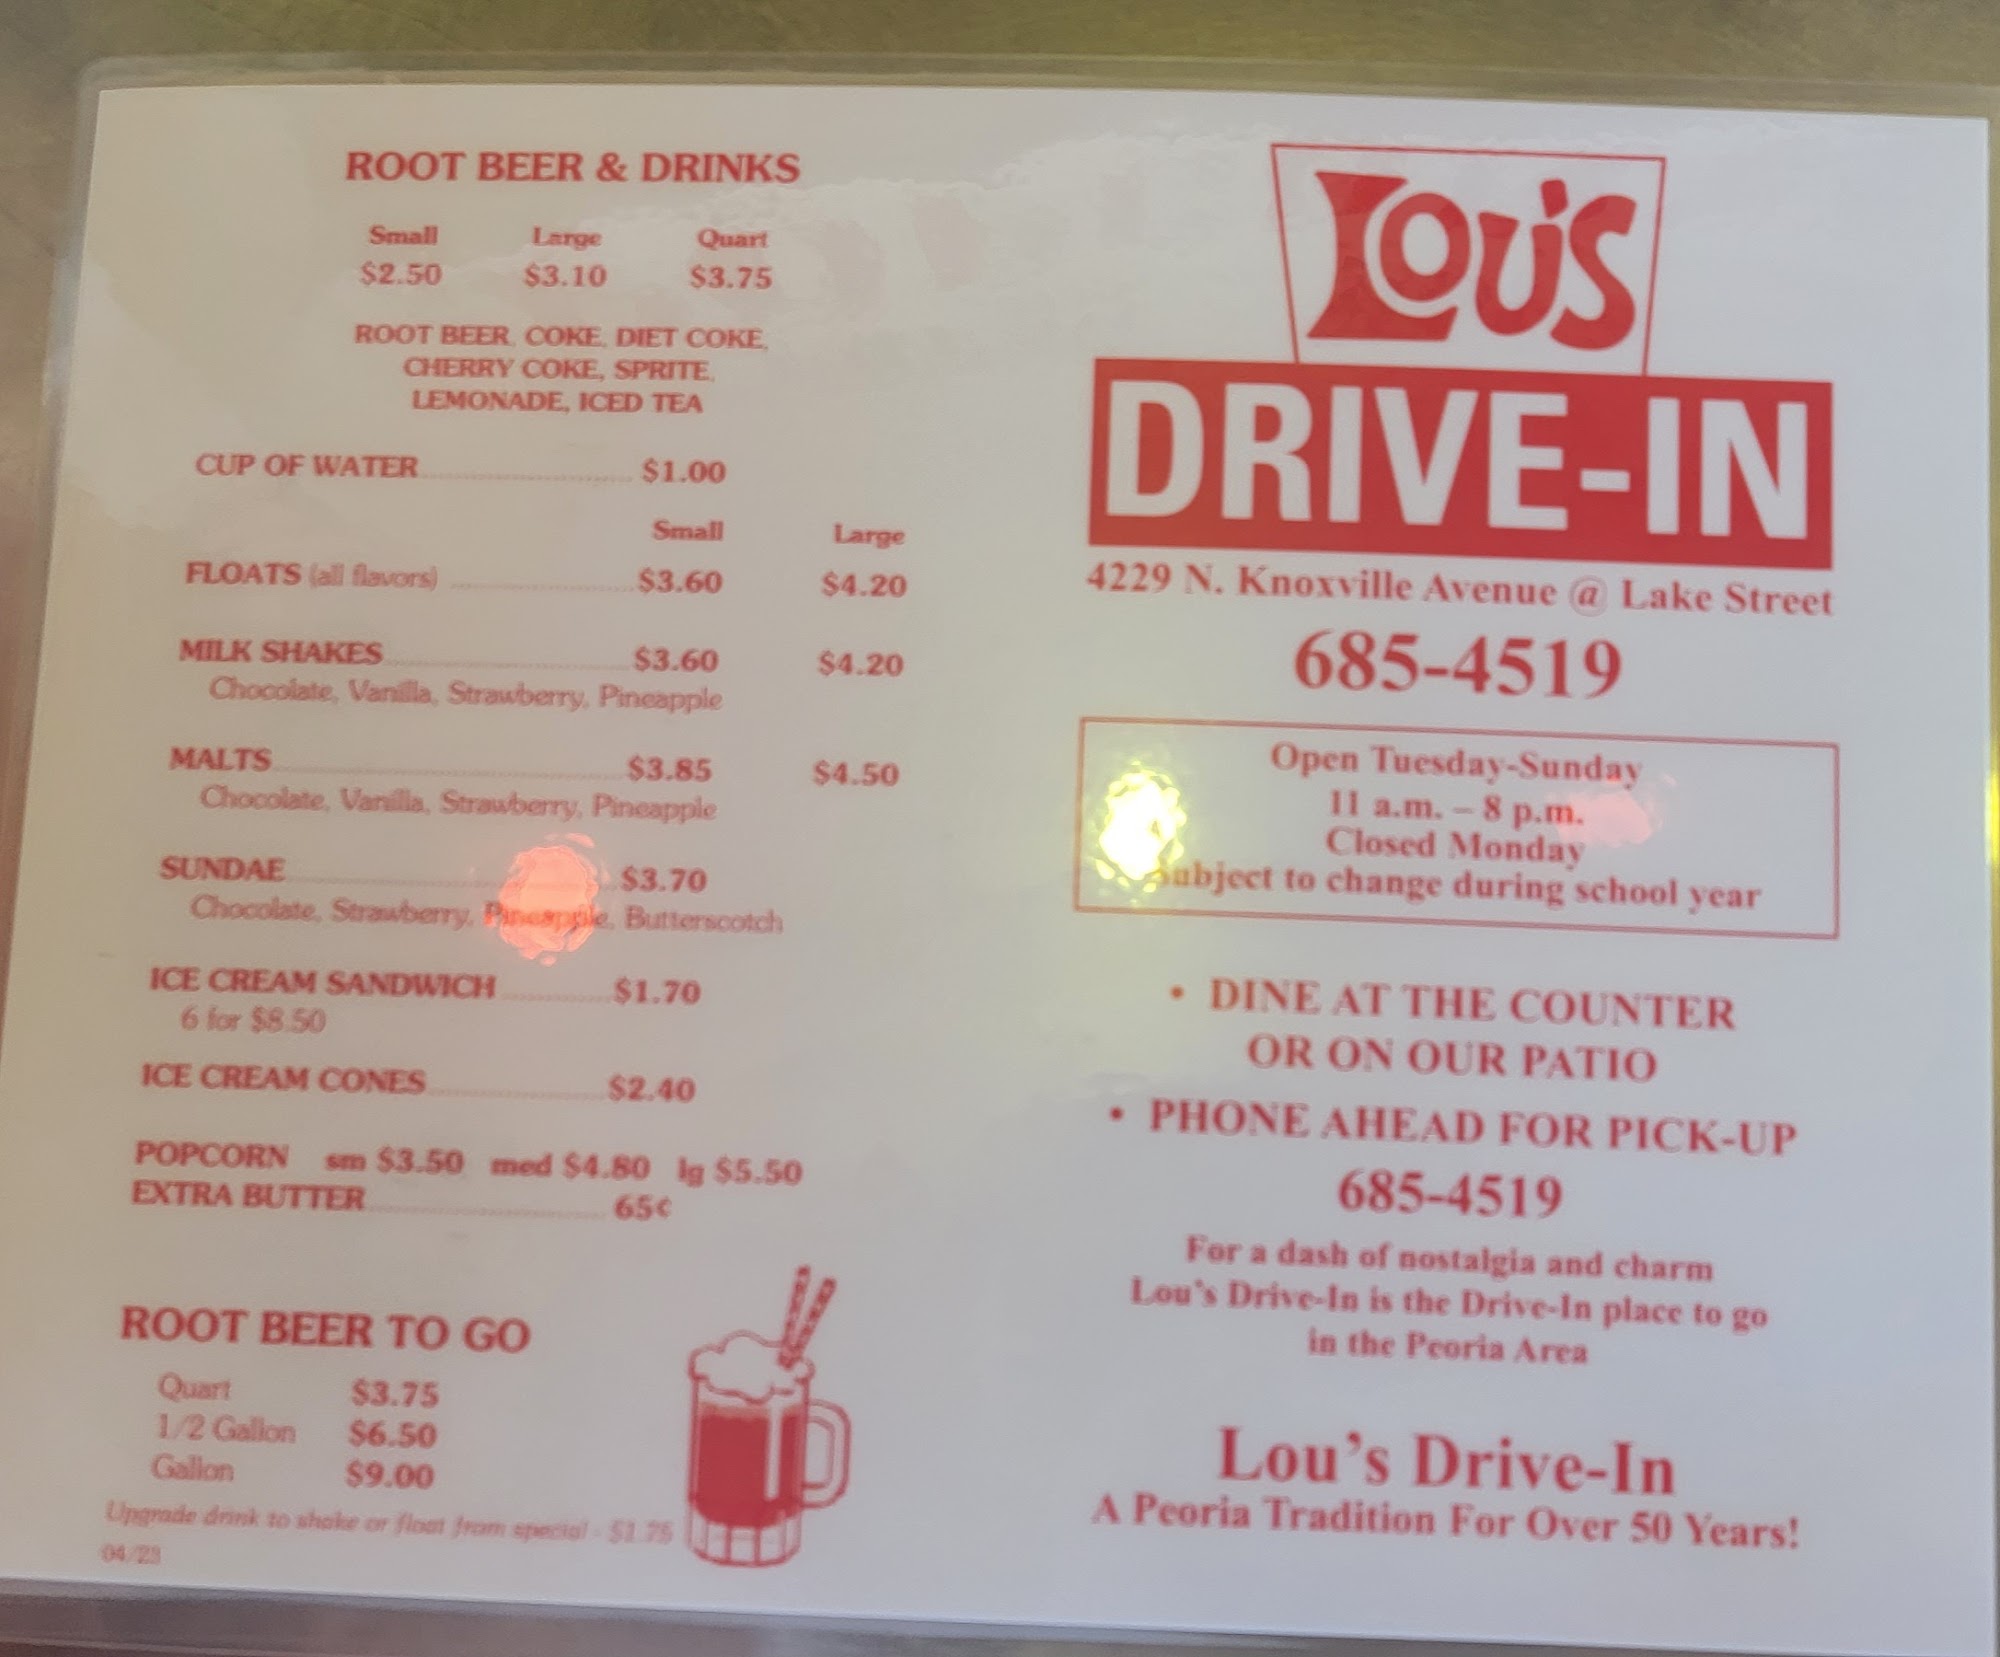 ROOT BEER & DRINKS
Small Large Quart
$2.50 $3.10 $3.75
ROOT BEER, COKE, DIET COKE,
CHERRY COKE, SPRITE,
LEMONADE, ICED TEA
CUP OF WATER $1.00
Small Large
FLOATS (all flavors) $3.60 $4.20
MILK SHAKES $3.60 $4.20
Chocolate, Vanilla, Strawberry, Pineapple
MALTS $3.85 $4.50
Chocolate, Vanilla, Strawberry, Pineapple
SUNDAE $3.70
Chocolate, Strawberry, Pineapple, Butterscotch
ICE CREAM SANDWICH $1.70
6 for $8.50
ICE CREAM CONES $2.40
POPCORN sm $3.50 med $4.80 lg $5.50
EXTRA BUTTER 65¢
ROOT BEER TO GO
Quart $3.75
1/2 Gallon $6.50
Gallon $9.00
Upgrade drink to shake or float from special - $1.75
04/23
LOU'S
DRIVE-IN
4229 N. Knoxville Avenue @ Lake Street
685-4519
Open Tuesday-Sunday
11 a.m. – 8 p.m.
Closed Monday
Subject to change during school year
• DINE AT THE COUNTER
OR ON OUR PATIO
• PHONE AHEAD FOR PICK-UP
685-4519
For a dash of nostalgia and charm
Lou's Drive-In is the Drive-In place to go
in the Peoria Area
Lou's Drive-In
A Peoria Tradition For Over 50 Years!